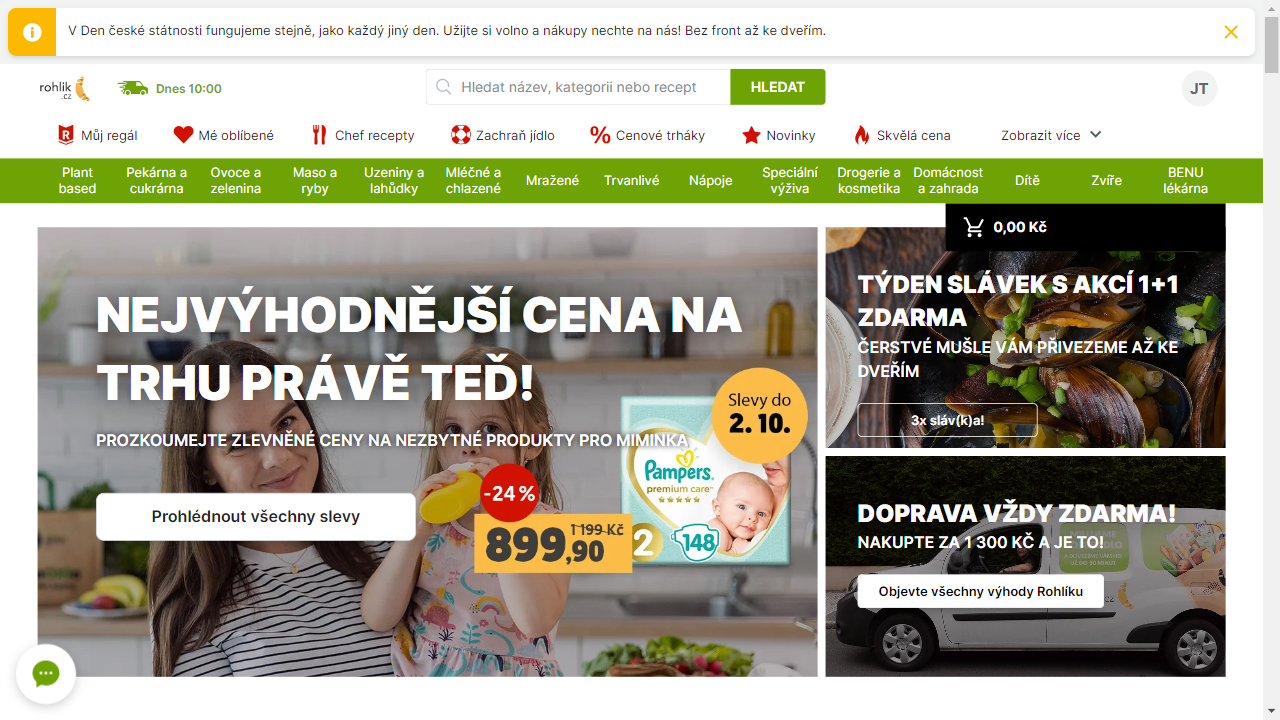 V Den české státnosti fungujeme stejně, jako každý jiný den. Užijte si volno a nákupy nechte na nás! Bez front až ke dveřím.
rohlik
.cz
Dnes 10:00
Hledat název, kategorii nebo recept
HLEDAT
JT
Můj regál
Mé oblíbené
Chef recepty
Zachraň jídlo
Cenové trháky
Novinky
Skvělá cena
Zobrazit více
Plant
based
Pekárna a
cukrárna
Ovoce a
zelenina
Maso a
ryby
Uzeniny a
lahůdky
Mléčné a
chlazené
Mražené
Trvanlivé
Nápoje
Speciální
výživa
Drogerie a
kosmetika
Domácnost
a zahrada
Dítě
Zvíře
BENU
lékárna
0,00 Kč
NEJVÝHODNĚJŠÍ CENA NA
TRHU PRÁVĚ TEĎ!
PROZKOUMEJTE ZLEVNĚNÉ CENY NA NEZBYTNÉ PRODUKTY PRO MIMINKA
Prohlédnout všechny slevy
Slevy do
2. 10.
-24 %
1 199 Kč
899,90
Pampers
premium care
2
148
TÝDEN SLÁVEK S AKCÍ 1+1
ZDARMA
ČERSTVÉ MUŠLE VÁM PŘIVEZEME AŽ KE
DVEŘÍM
3x sláv(k)a!
DOPRAVA VŽDY ZDARMA!
NAKUPTE ZA 1 300 KČ A JE TO!
Objevte všechny výhody Rohlíku